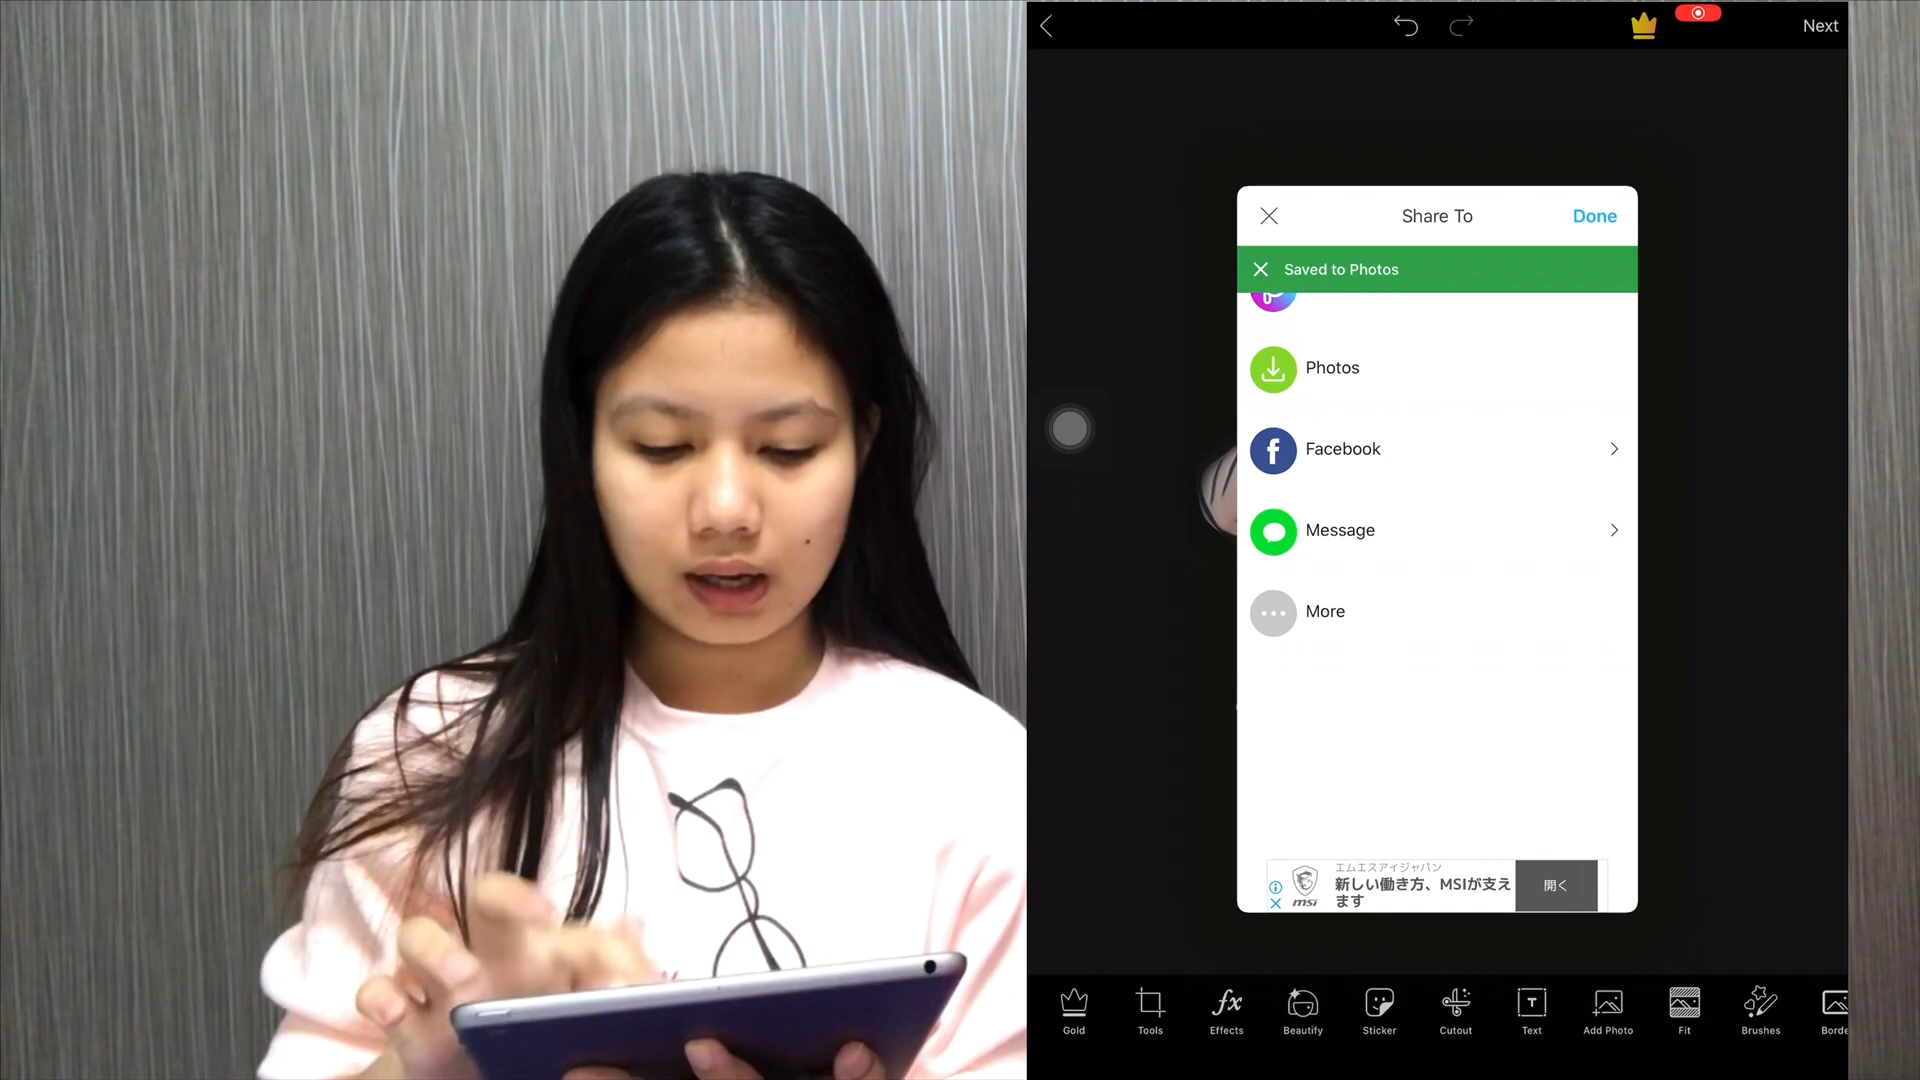 Next
Share To
Done
Saved to Photos
Photos
Facebook
Message
More
エムエスアイジャパン
新しい働き方、MSIが支え
ます
msi
開く
Gold
Tools
Effects
Beautify
Sticker
Cutout
Text
Add Photo
Fit
Brushes
Borde